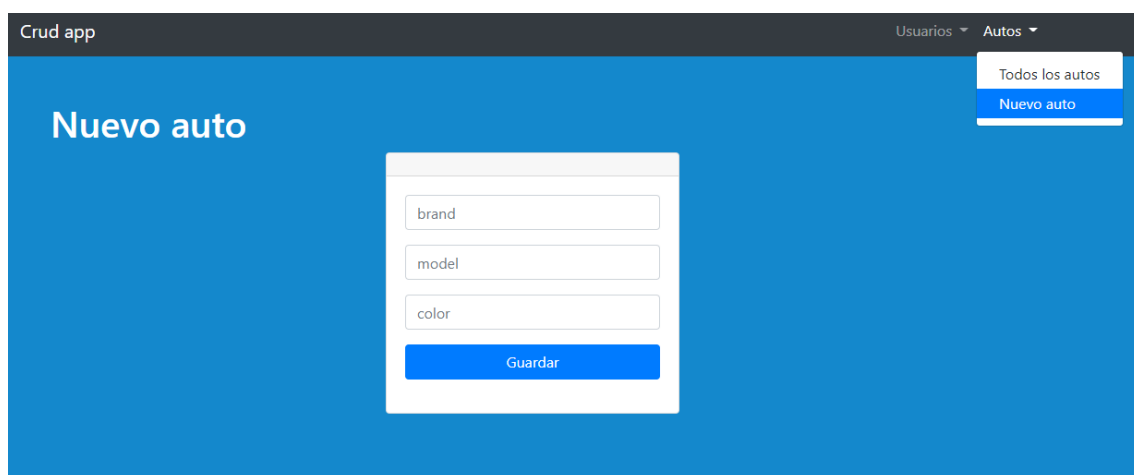 Crud app
Usuarios
Autos
Todos los autos
Nuevo auto
Nuevo auto
brand
model
color
Guardar